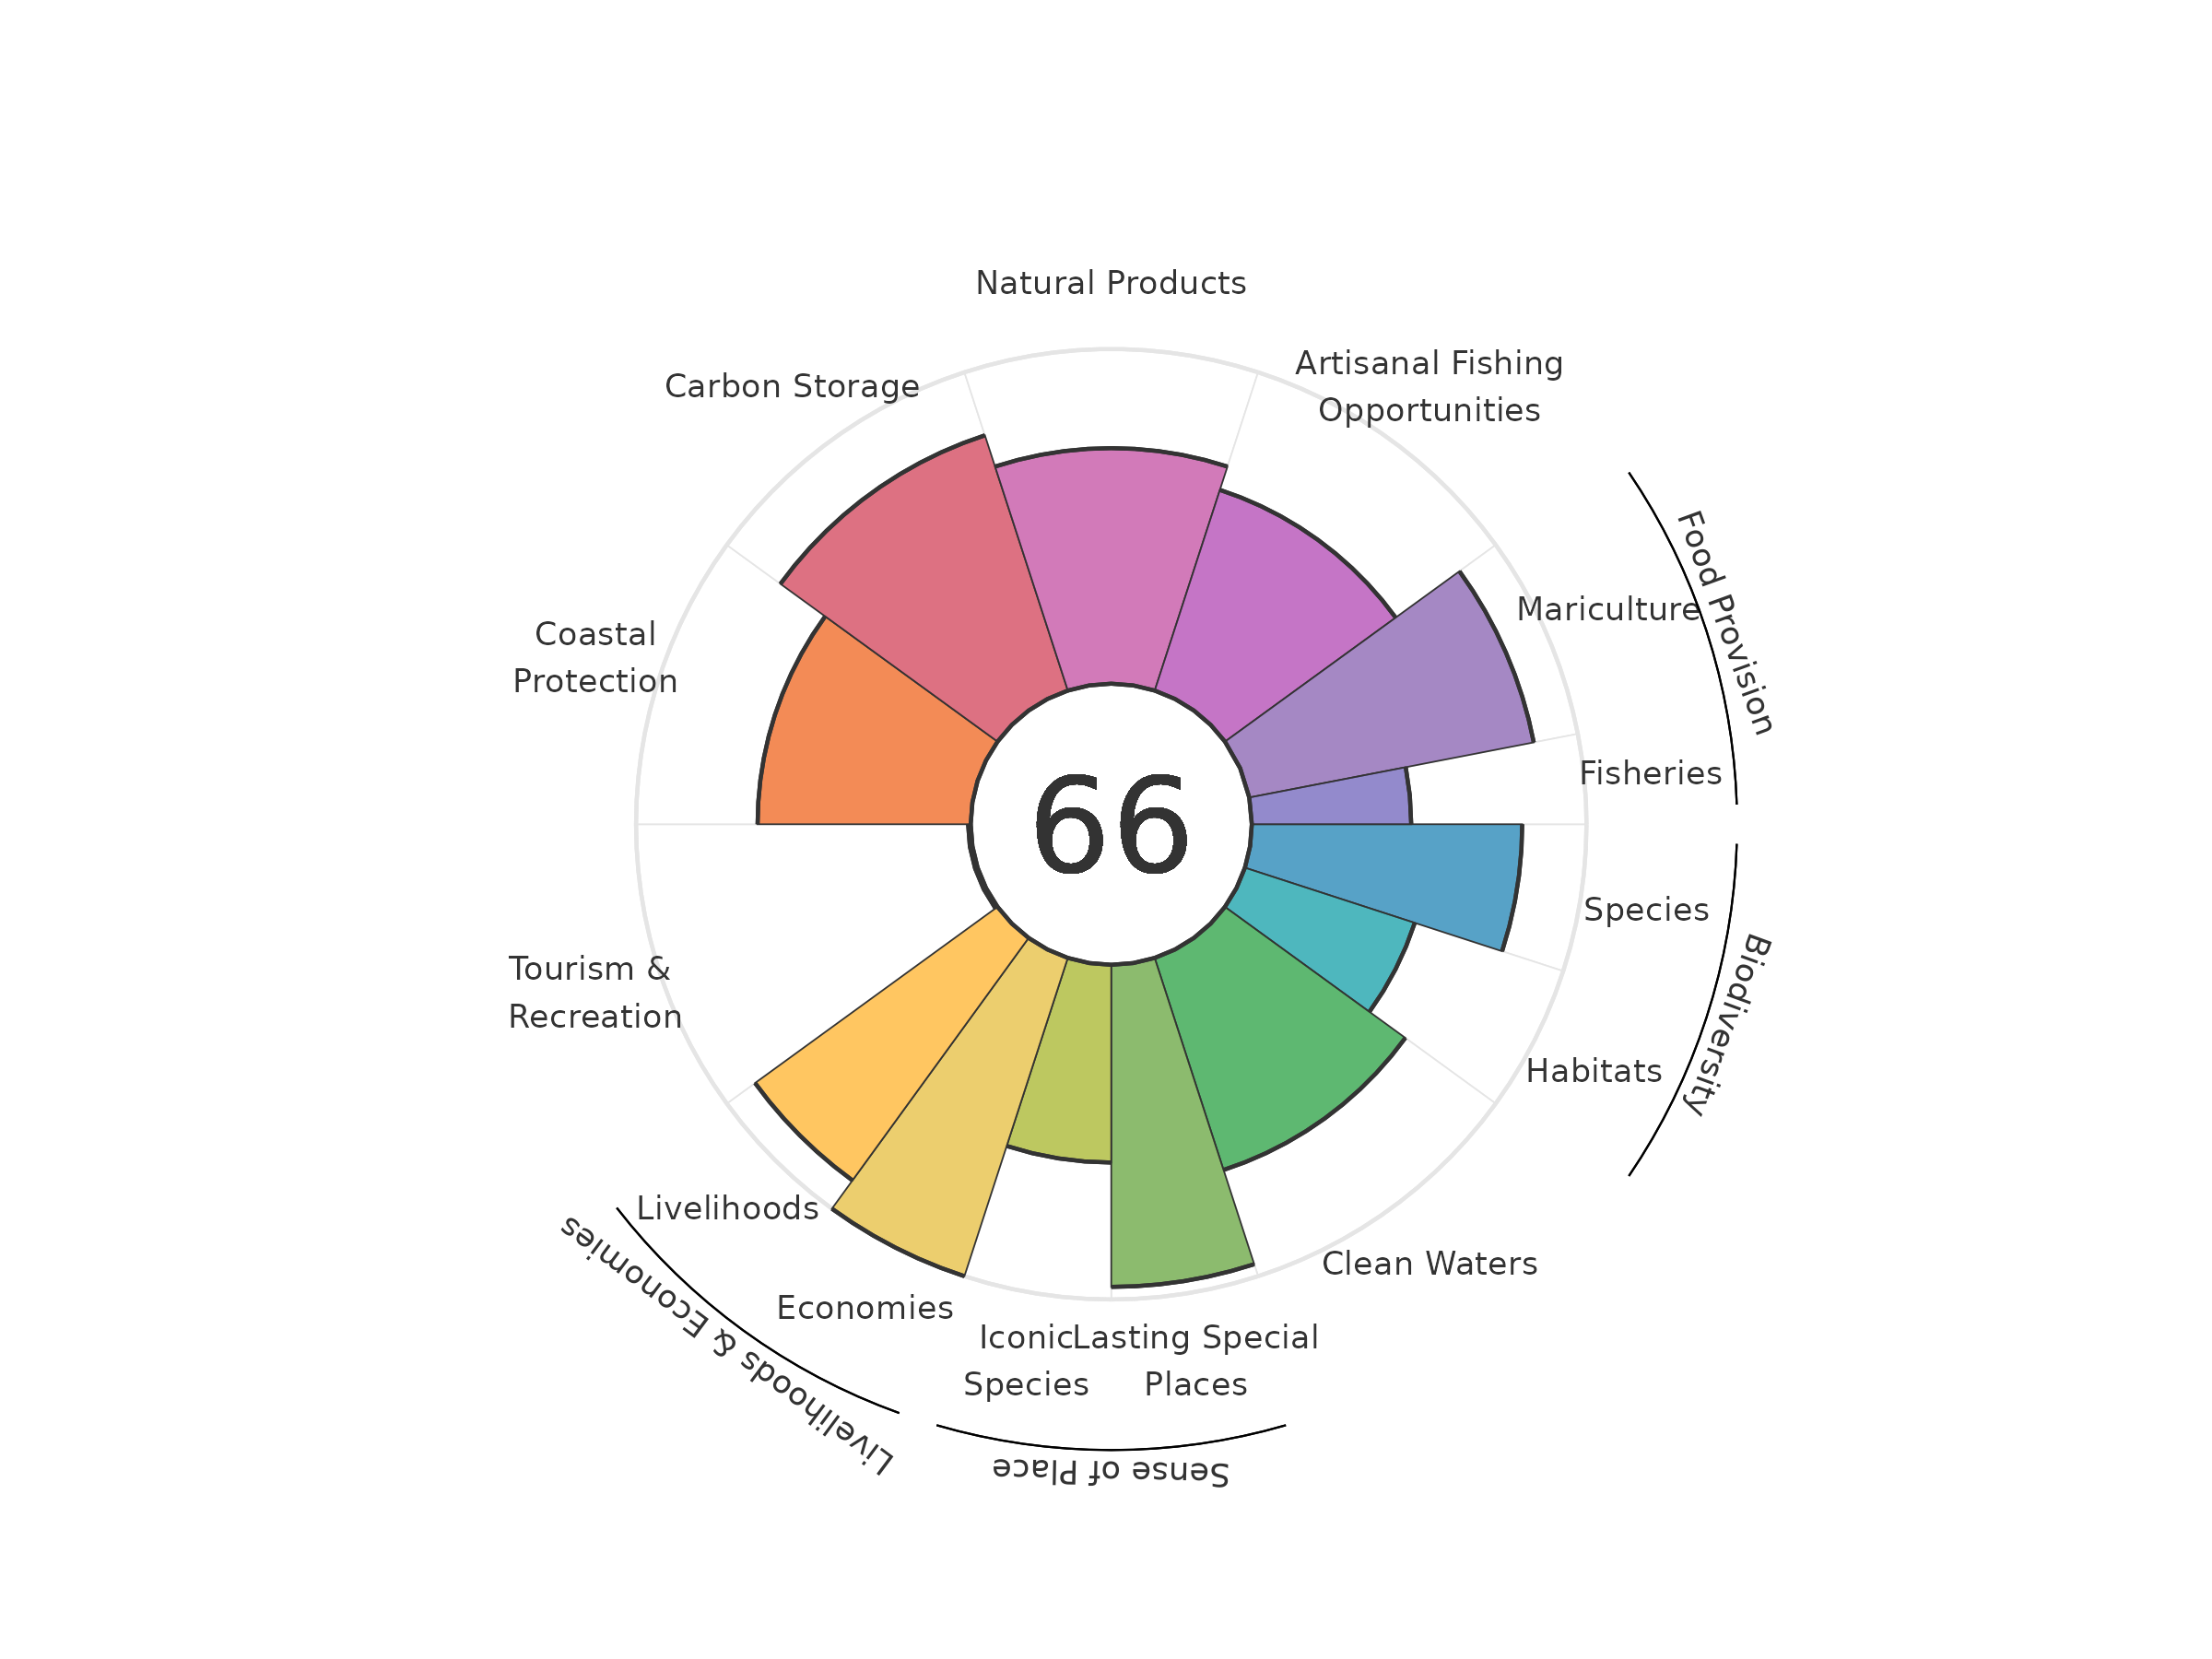 Natural Products
Artisanal Fishing
Opportunities
Carbon Storage
Food Provision
Mariculture
Coastal
Protection
Fisheries
66
Species
Biodiversity
Tourism &
Recreation
Habitats
Livelihoods
Clean Waters
Livelihoods & Economies
Economies
Iconic
Species
Lasting Special
Places
Sense of Place